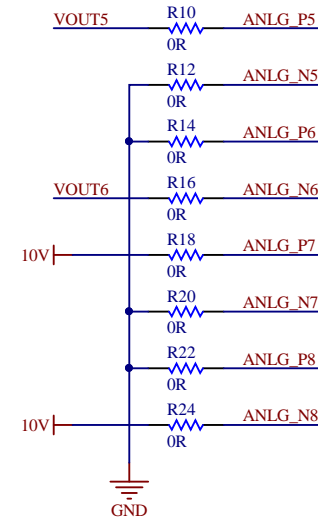 VOUT5 R10 ANLG_P5
0R
R12 ANLG_N5
0R
R14 ANLG_P6
0R
VOUT6 R16 ANLG_N6
0R
10V R18 ANLG_P7
0R
R20 ANLG_N7
0R
R22 ANLG_P8
0R
10V R24 ANLG_N8
0R
GND